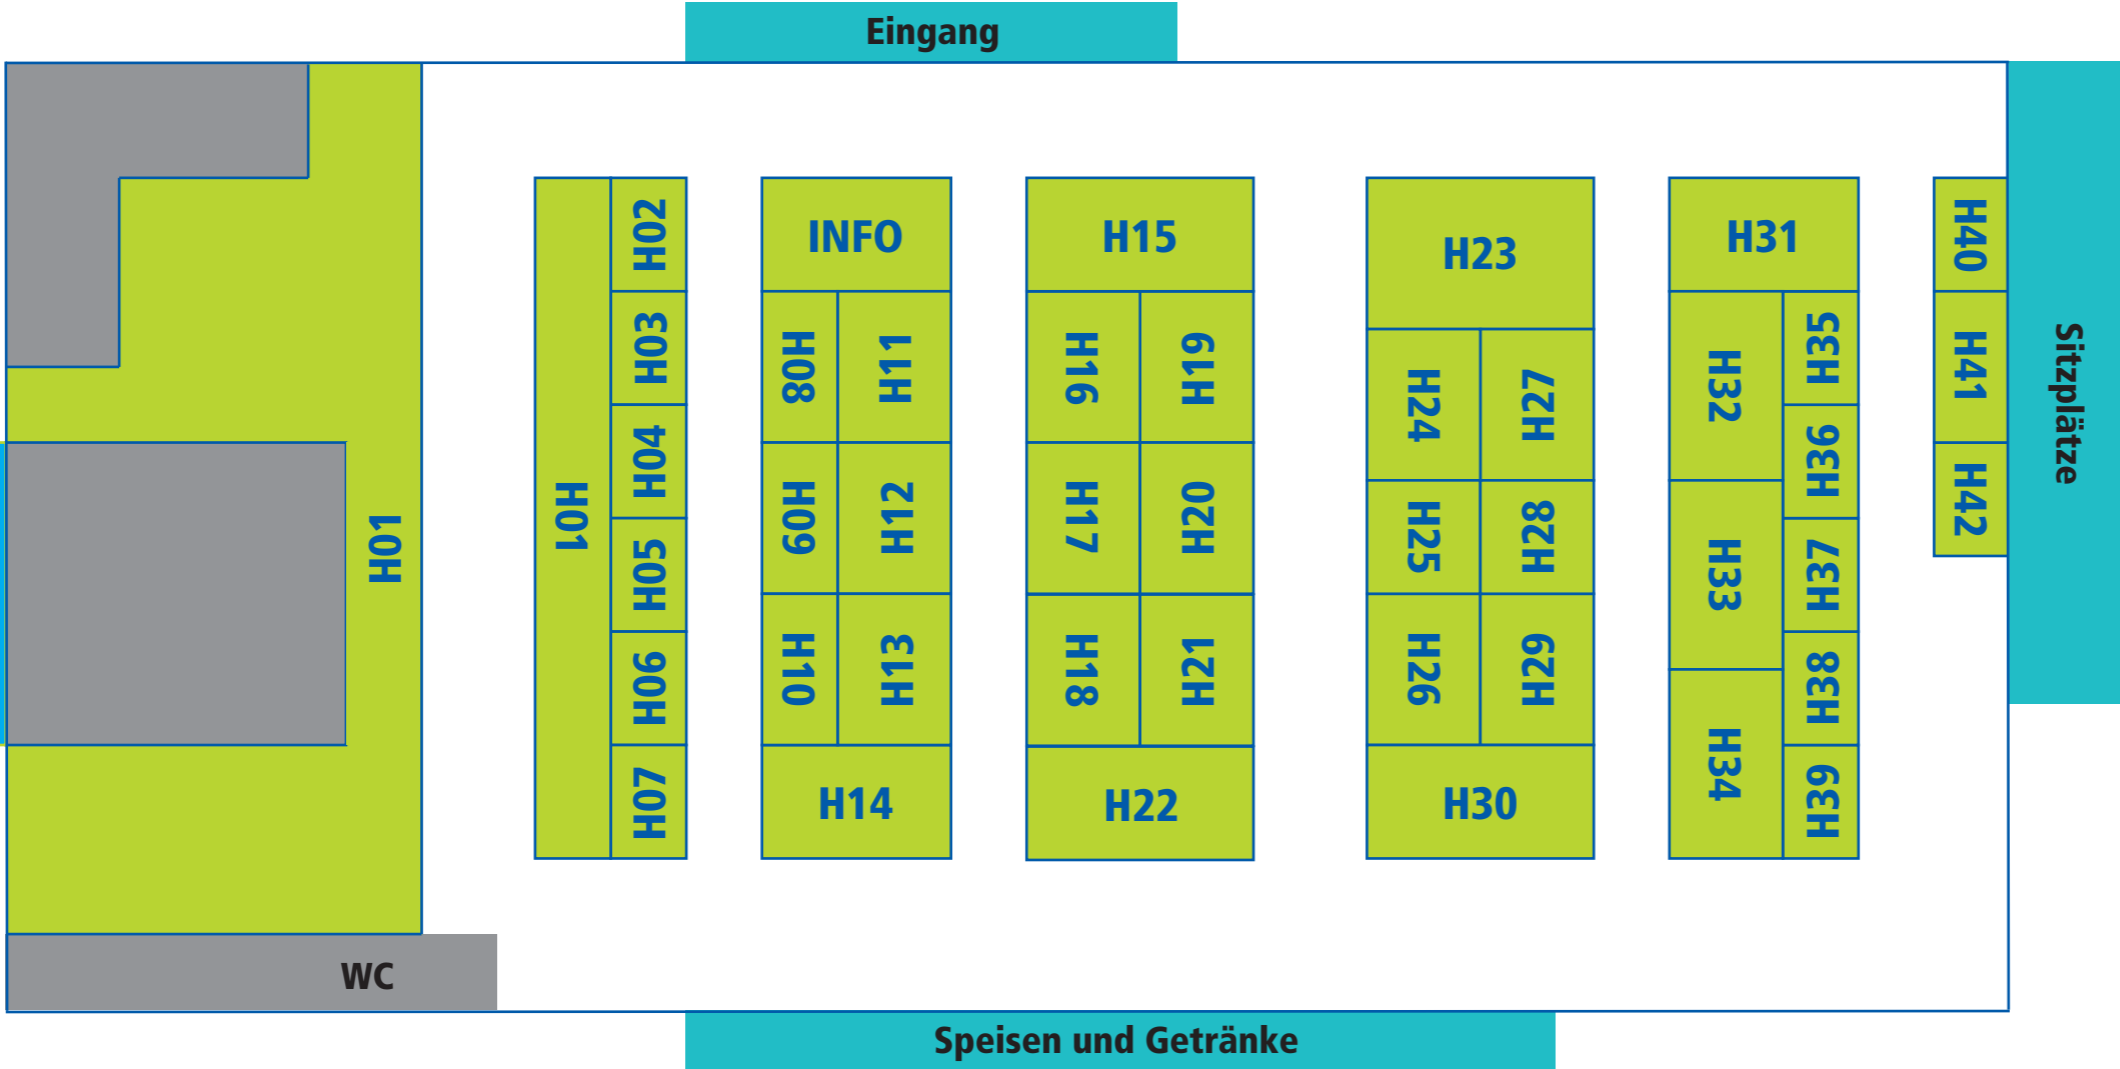 Eingang
H01
WC
H01
H02
H03
H04
H05
H06
H07
INFO
H08
H09
H10
H11
H12
H13
H14
H15
H16
H17
H18
H19
H20
H21
H22
H23
H24
H25
H26
H27
H28
H29
H30
H31
H32
H33
H34
H35
H36
H37
H38
H39
H40
H41
H42
Sitzplätze
Speisen und Getränke